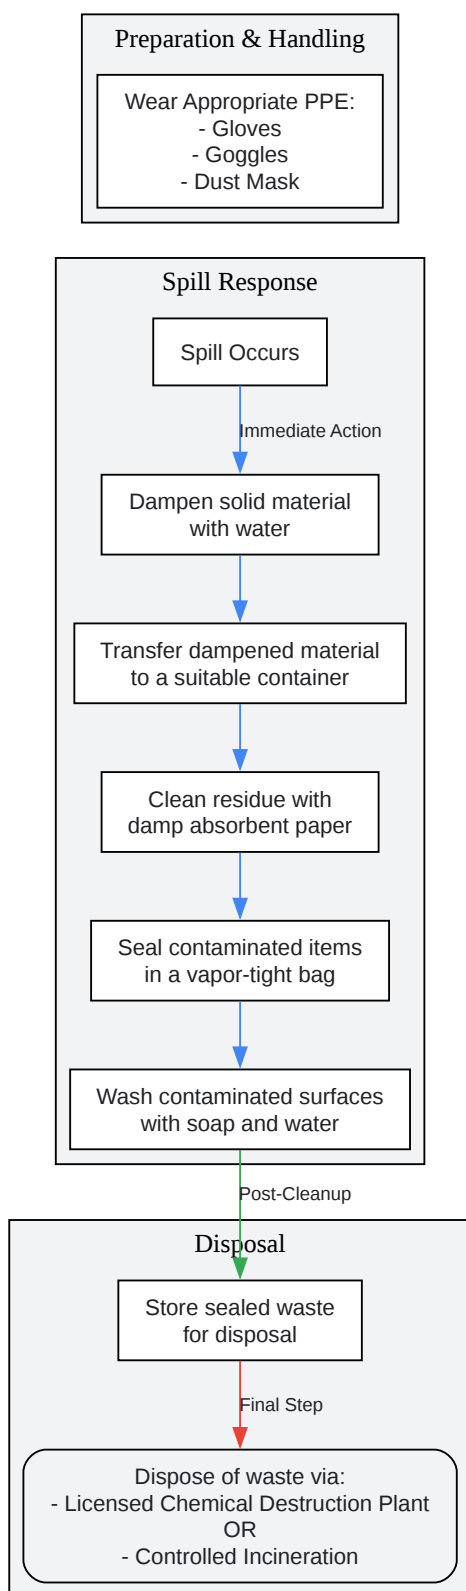 Preparation & Handling
Wear Appropriate PPE:
- Gloves
- Goggles
- Dust Mask
Spill Response
Spill Occurs
Immediate Action
Dampen solid material
with water
Transfer dampened material
to a suitable container
Clean residue with
damp absorbent paper
Seal contaminated items
in a vapor-tight bag
Wash contaminated surfaces
with soap and water
Post-Cleanup
Disposal
Store sealed waste
for disposal
Final Step
Dispose of waste via:
- Licensed Chemical Destruction Plant
OR
- Controlled Incineration